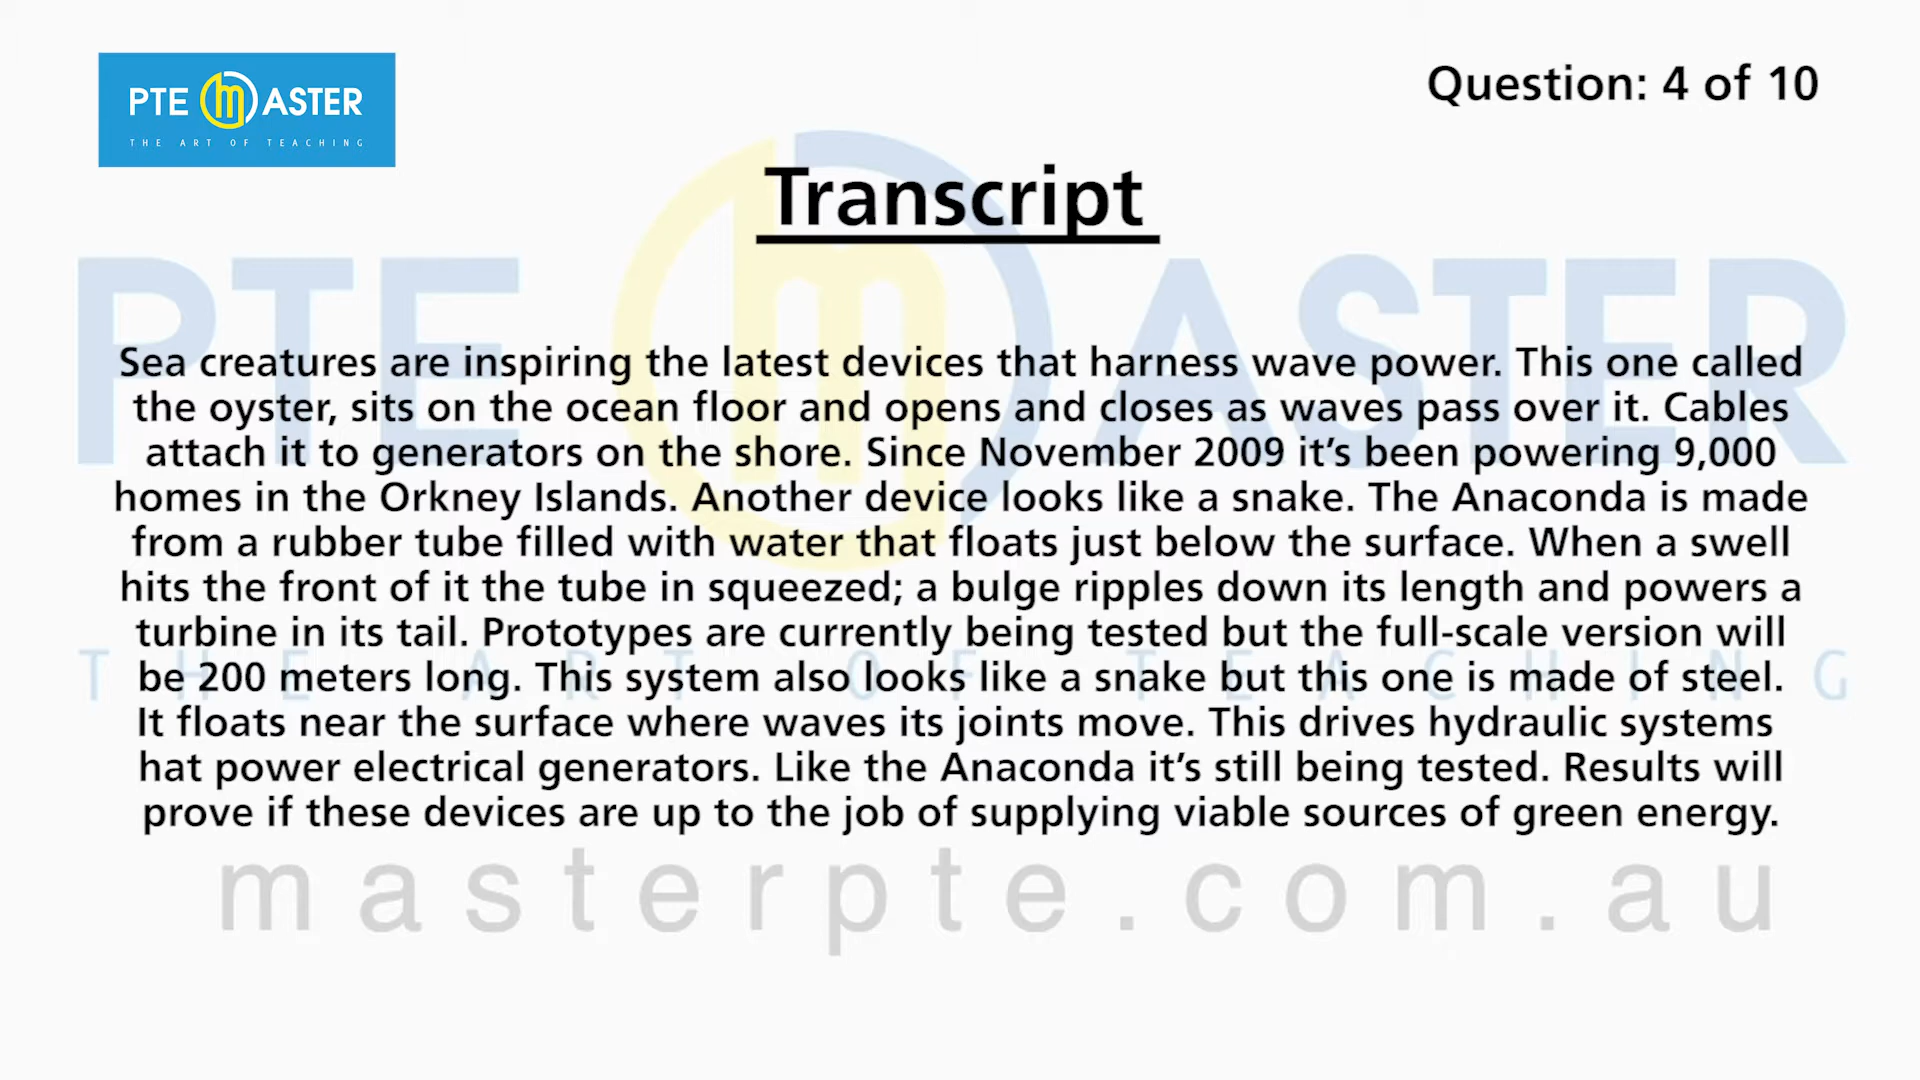 PTE MASTER
THE ART OF TEACHING
Question: 4 of 10
Transcript
PTE MASTER
Sea creatures are inspiring the latest devices that harness wave power. This one called
the oyster, sits on the ocean floor and opens and closes as waves pass over it. Cables
attach it to generators on the shore. Since November 2009 it’s been powering 9,000
homes in the Orkney Islands. Another device looks like a snake. The Anaconda is made
from a rubber tube filled with water that floats just below the surface. When a swell
hits the front of it the tube in squeezed; a bulge ripples down its length and powers a
turbine in its tail. Prototypes are currently being tested but the full-scale version will
be 200 meters long. This system also looks like a snake but this one is made of steel.
It floats near the surface where waves its joints move. This drives hydraulic systems
hat power electrical generators. Like the Anaconda it’s still being tested. Results will
prove if these devices are up to the job of supplying viable sources of green energy.
THE ART OF TEACHING
masterpte.com.au